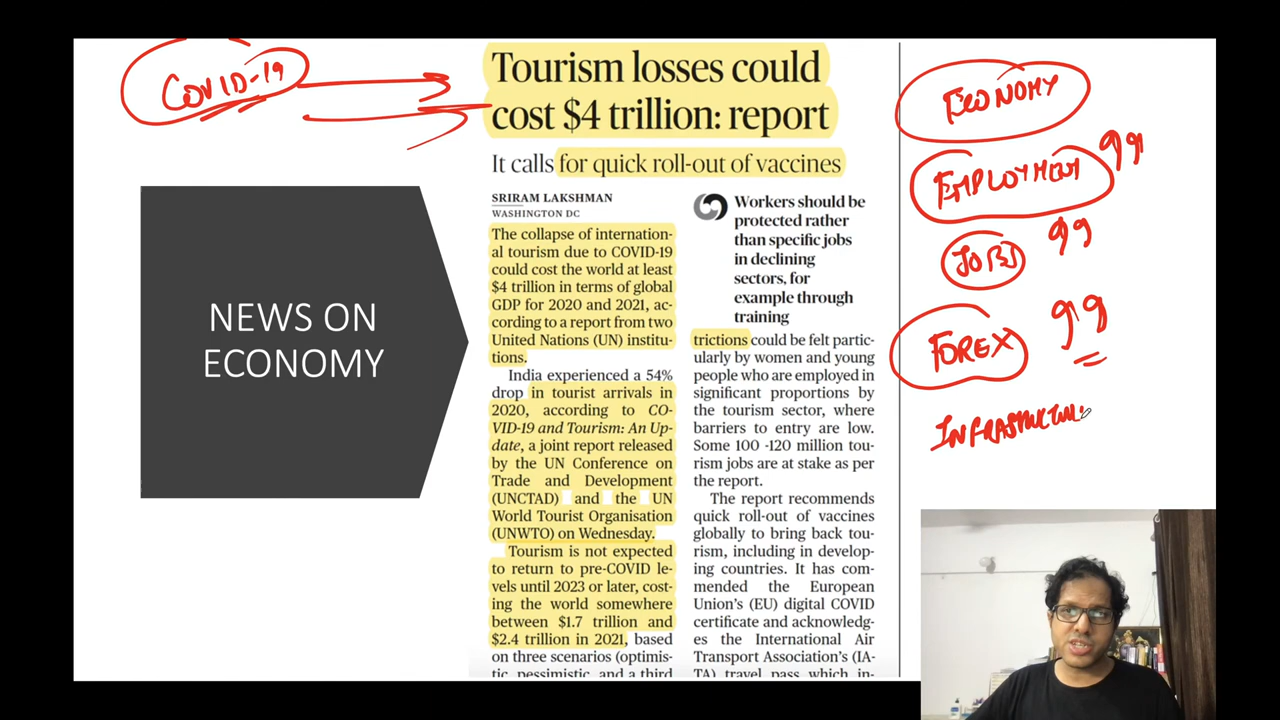 COVID-19
NEWS ON
ECONOMY
Tourism losses could
cost $4 trillion: report
It calls for quick roll-out of vaccines
SRIRAM LAKSHMAN
WASHINGTON DC
The collapse of internation-
al tourism due to COVID-19
could cost the world at least
$4 trillion in terms of global
GDP for 2020 and 2021, ac-
cording to a report from two
United Nations (UN) institu-
tions.
India experienced a 54%
drop in tourist arrivals in
2020, according to CO-
VID-19 and Tourism: An Up-
date, a joint report released
by the UN Conference on
Trade and Development
(UNCTAD) and the UN
World Tourist Organisation
(UNWTO) on Wednesday.
Tourism is not expected
to return to pre-COVID le-
vels until 2023 or later, cost-
ing the world somewhere
between $1.7 trillion and
$2.4 trillion in 2021, based
on three scenarios (optimis-
tic, pessimistic, and a third
Workers should be
protected rather
than specific jobs
in declining
sectors, for
example through
training
trictions could be felt partic-
ularly by women and young
people who are employed in
significant proportions by
the tourism sector, where
barriers to entry are low.
Some 100 -120 million tou-
rism jobs are at stake as per
the report.
The report recommends
quick roll-out of vaccines
globally to bring back tou-
rism, including in develop-
ing countries. It has com-
mended the European
Union's (EU) digital COVID
certificate and acknowledg-
es the International Air
Transport Association's (IA-
TA) travel pass which in-
ECONOMY
EMPLOYMENT
JOBS
FOREX